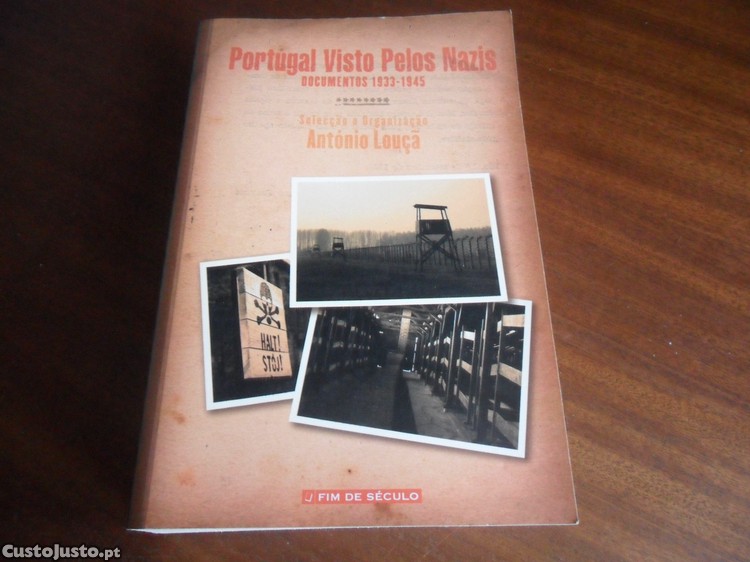 Portugal Visto Pelos Nazis
DOCUMENTOS 1933-1945
Selecção e Organização
António Louçã
HALT!
STÓJ!
FIM DE SÉCULO
CustoJusto.pt